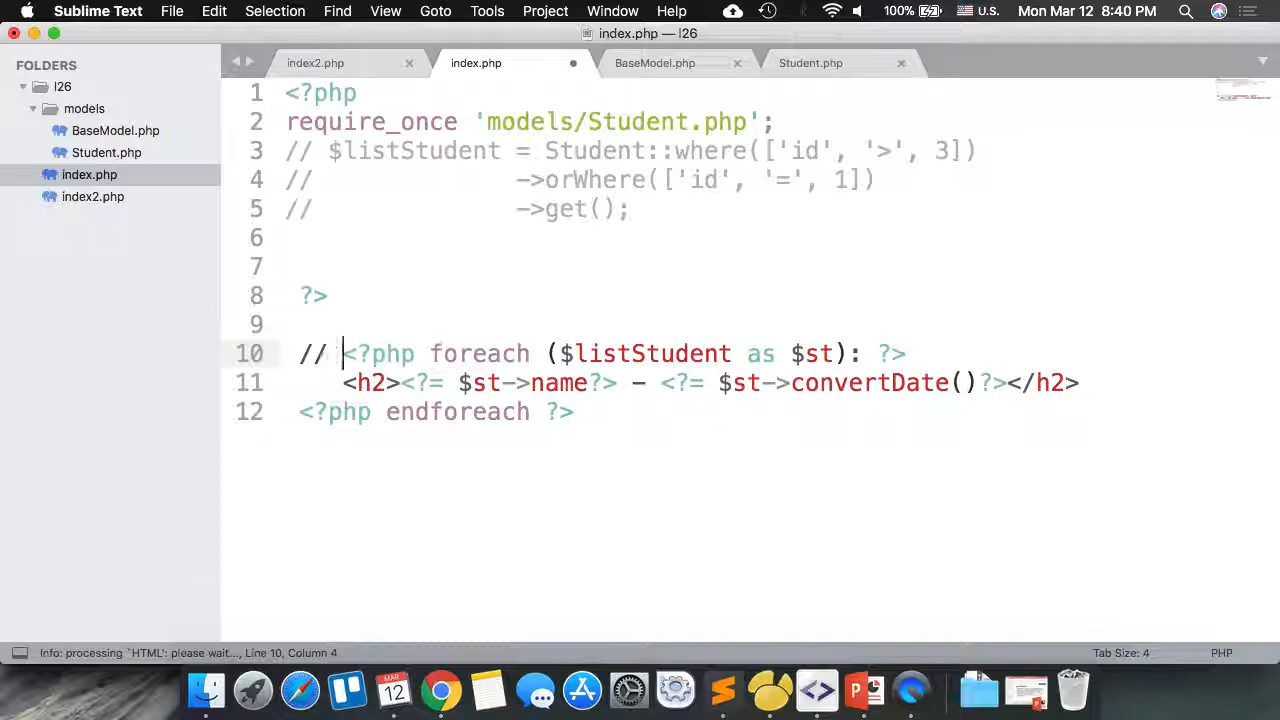 Sublime Text File Edit Selection Find View Goto Tools Project Window Help 100% U.S. Mon Mar 12 8:40 PM
index.php — l26
FOLDERS
l26
models
BaseModel.php
Student.php
index.php
index2.php
index2.php index.php BaseModel.php Student.php
1 <?php
2 require_once 'models/Student.php';
3 // $listStudent = Student::where(['id', '>', 3])
4 // ->orWhere(['id', '=', 1])
5 // ->get();
6
7
8 ?>
9
10 // <?php foreach ($listStudent as $st): ?>
11 <h2><?= $st->name?> - <?= $st->convertDate()?></h2>
12 <?php endforeach ?>
Info: processing `HTML': please wait..., Line 10, Column 4 Tab Size: 4 PHP
MAR
12